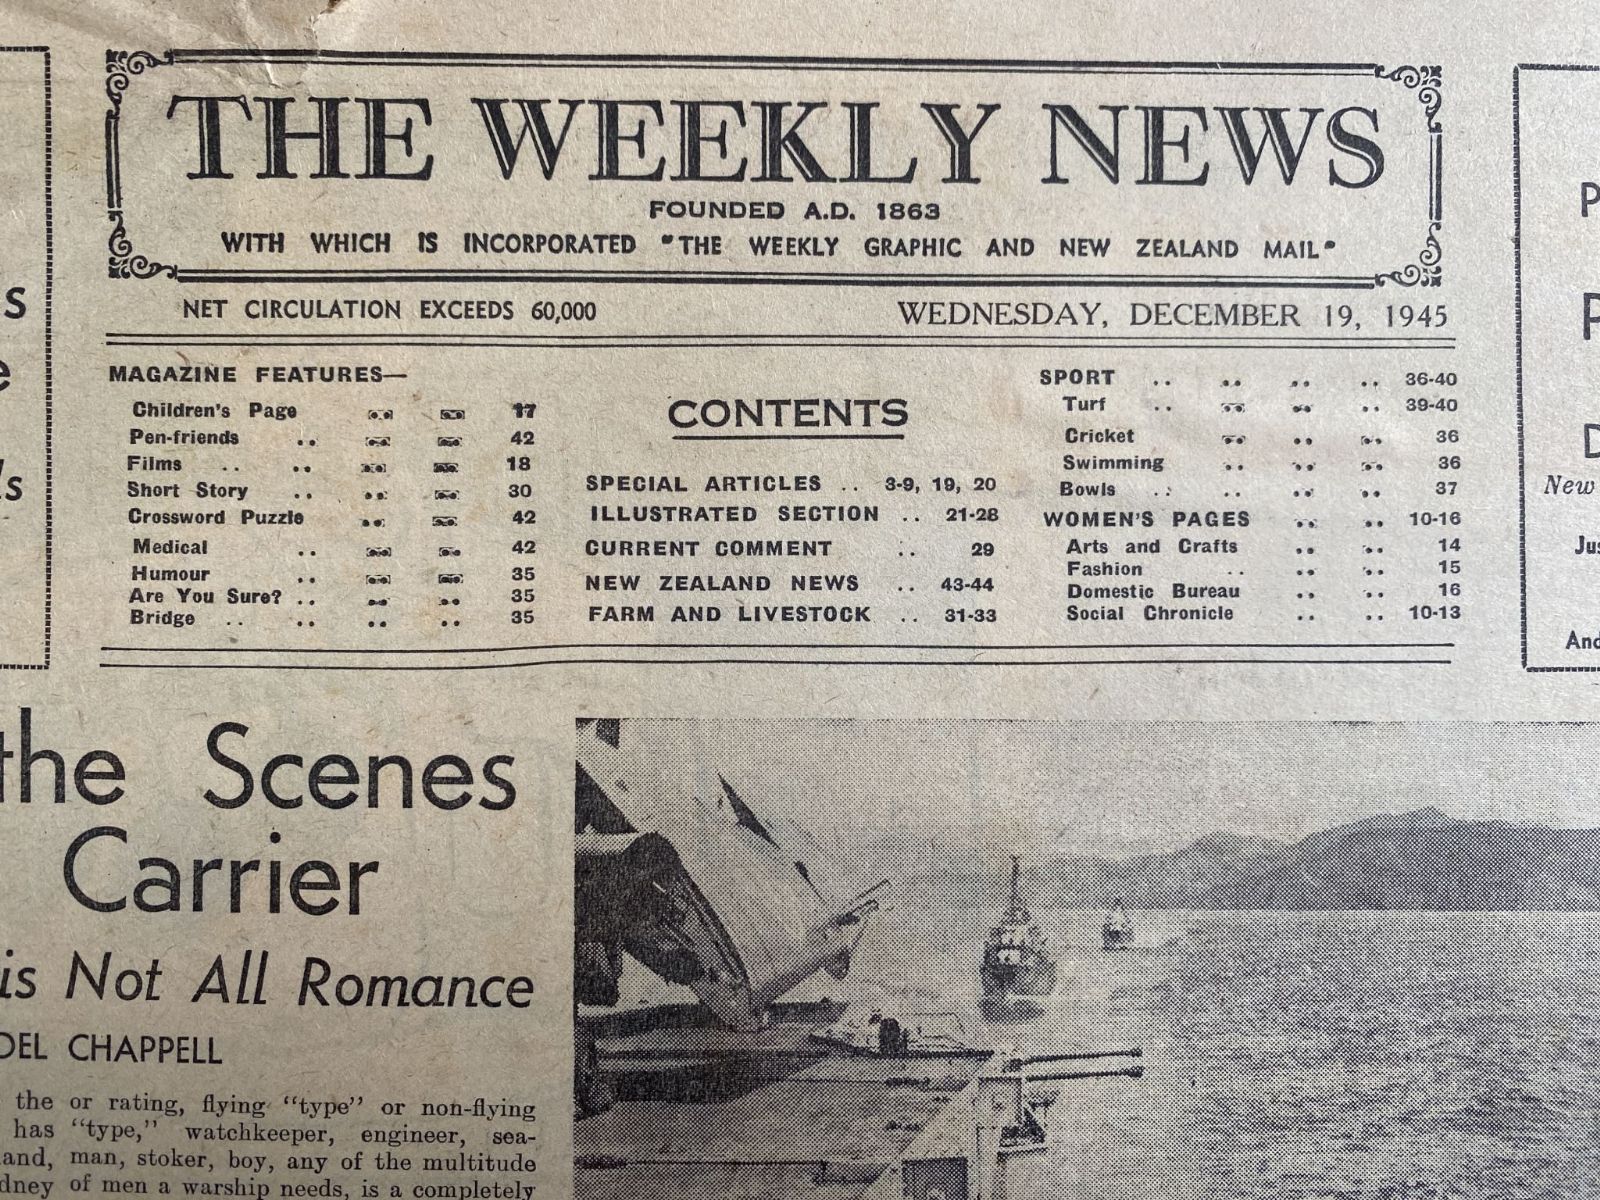 THE WEEKLY NEWS
FOUNDED A.D. 1863
WITH WHICH IS INCORPORATED "THE WEEKLY GRAPHIC AND NEW ZEALAND MAIL"
NET CIRCULATION EXCEEDS 60,000
WEDNESDAY, DECEMBER 19, 1945
MAGAZINE FEATURES—
Children's Page .. .. 17
Pen-friends .. .. .. 42
Films .. .. .. .. 18
Short Story .. .. .. 30
Crossword Puzzle .. .. 42
Medical .. .. .. 42
Humour .. .. .. 35
Are You Sure? .. .. .. 35
Bridge .. .. .. .. 35
CONTENTS
SPECIAL ARTICLES .. 3-9, 19, 20
ILLUSTRATED SECTION .. 21-28
CURRENT COMMENT .. 29
NEW ZEALAND NEWS .. 43-44
FARM AND LIVESTOCK .. 31-33
SPORT .. .. .. .. 36-40
Turf .. .. .. .. 39-40
Cricket .. .. .. 36
Swimming .. .. .. 36
Bowls .. .. .. .. 37
WOMEN'S PAGES .. .. 10-16
Arts and Crafts .. .. 14
Fashion .. .. .. 15
Domestic Bureau .. .. 16
Social Chronicle .. .. 10-13
the Scenes
Carrier
is Not All Romance
DEL CHAPPELL
the or rating, flying "type" or non-flying
has "type," watchkeeper, engineer, sea-
and, man, stoker, boy, any of the multitude
dney of men a warship needs, is a completely
s
e
ls
P
P
D
New
Jus
And